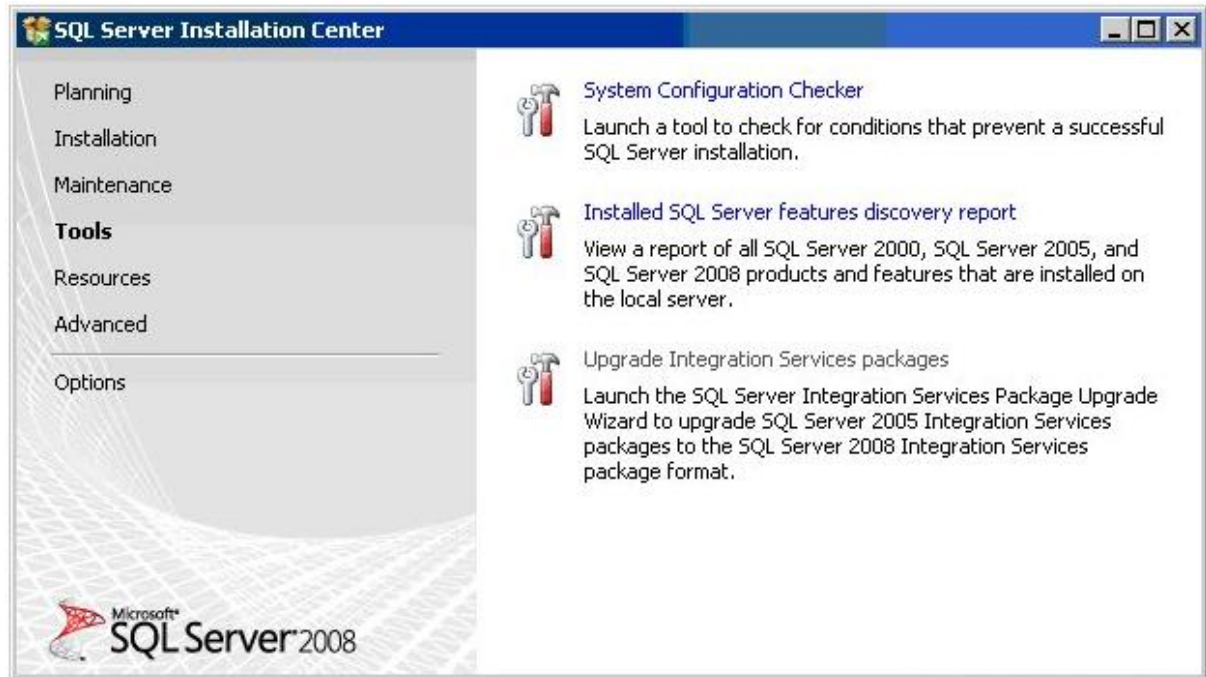 SQL Server Installation Center
Planning
Installation
Maintenance
Tools
Resources
Advanced
Options
System Configuration Checker
Launch a tool to check for conditions that prevent a successful
SQL Server installation.
Installed SQL Server features discovery report
View a report of all SQL Server 2000, SQL Server 2005, and
SQL Server 2008 products and features that are installed on
the local server.
Upgrade Integration Services packages
Launch the SQL Server Integration Services Package Upgrade
Wizard to upgrade SQL Server 2005 Integration Services
packages to the SQL Server 2008 Integration Services
package format.
Microsoft®
SQL Server 2008